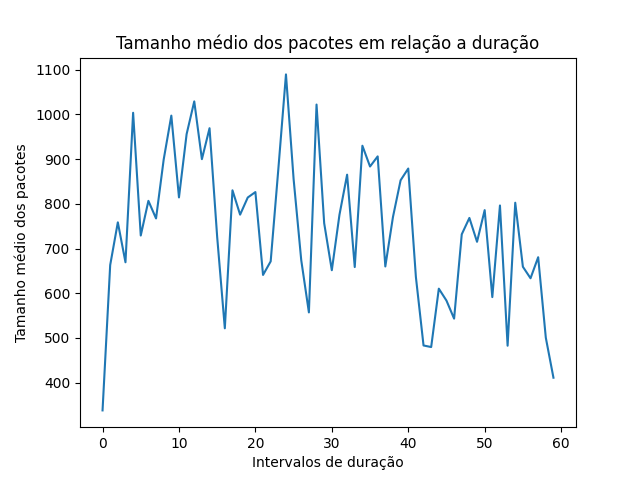 Tamanho médio dos pacotes em relação a duração
1100
1000
900
800
700
600
500
400
Tamanho médio dos pacotes
0 10 20 30 40 50 60
Intervalos de duração